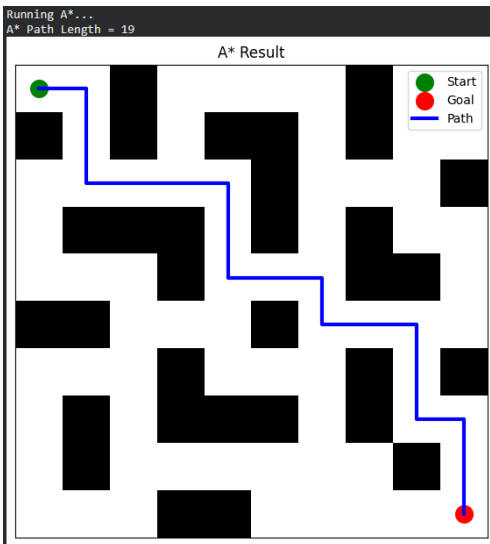 Running A*...
A* Path Length = 19
A* Result
Start
Goal
Path